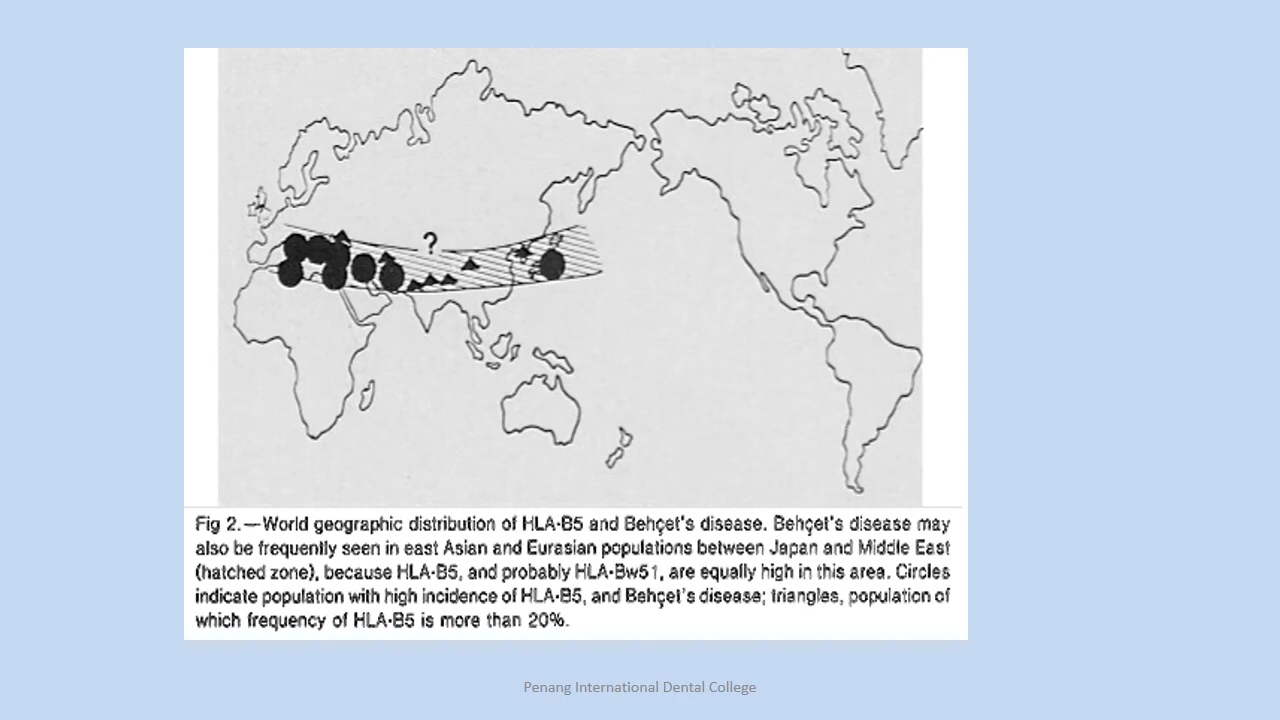 ?
Fig 2.—World geographic distribution of HLA-B5 and Behçet's disease. Behçet's disease may
also be frequently seen in east Asian and Eurasian populations between Japan and Middle East
(hatched zone), because HLA-B5, and probably HLA-Bw51, are equally high in this area. Circles
indicate population with high incidence of HLA-B5, and Behçet's disease; triangles, population of
which frequency of HLA-B5 is more than 20%.
Penang International Dental College